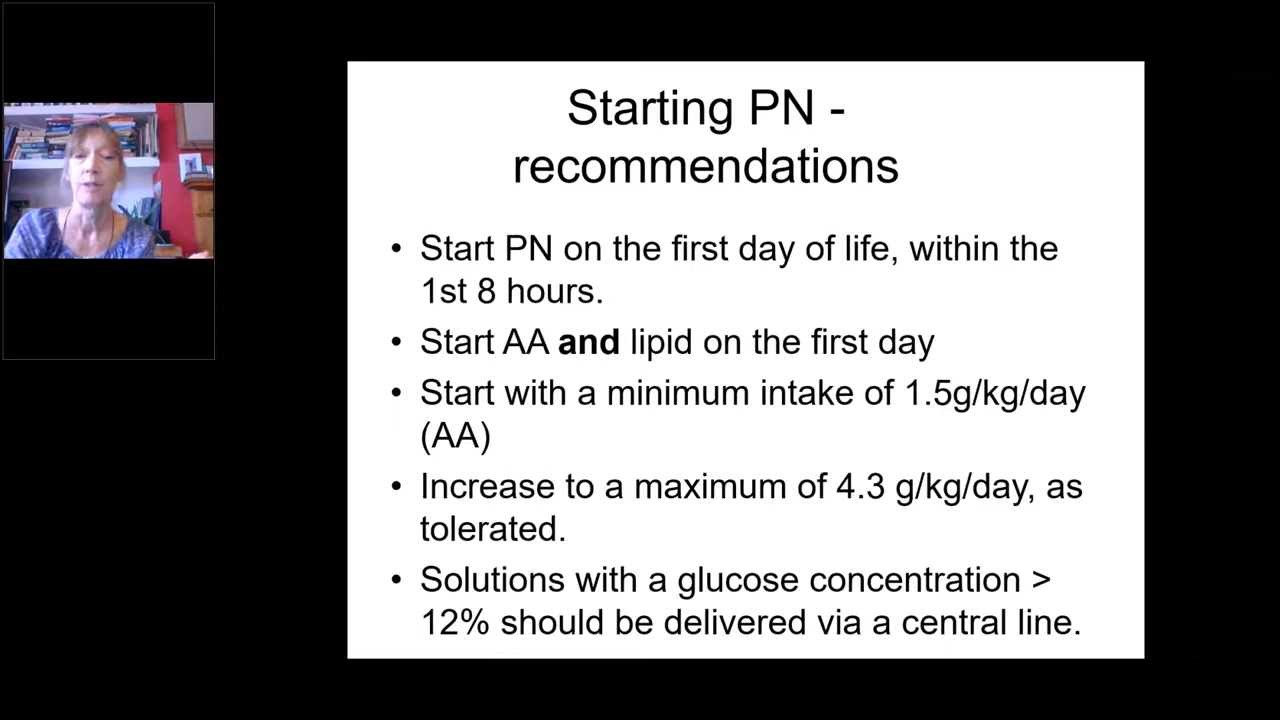 Starting PN -
recommendations
• Start PN on the first day of life, within the
1st 8 hours.
• Start AA and lipid on the first day
• Start with a minimum intake of 1.5g/kg/day
(AA)
• Increase to a maximum of 4.3 g/kg/day, as
tolerated.
• Solutions with a glucose concentration >
12% should be delivered via a central line.